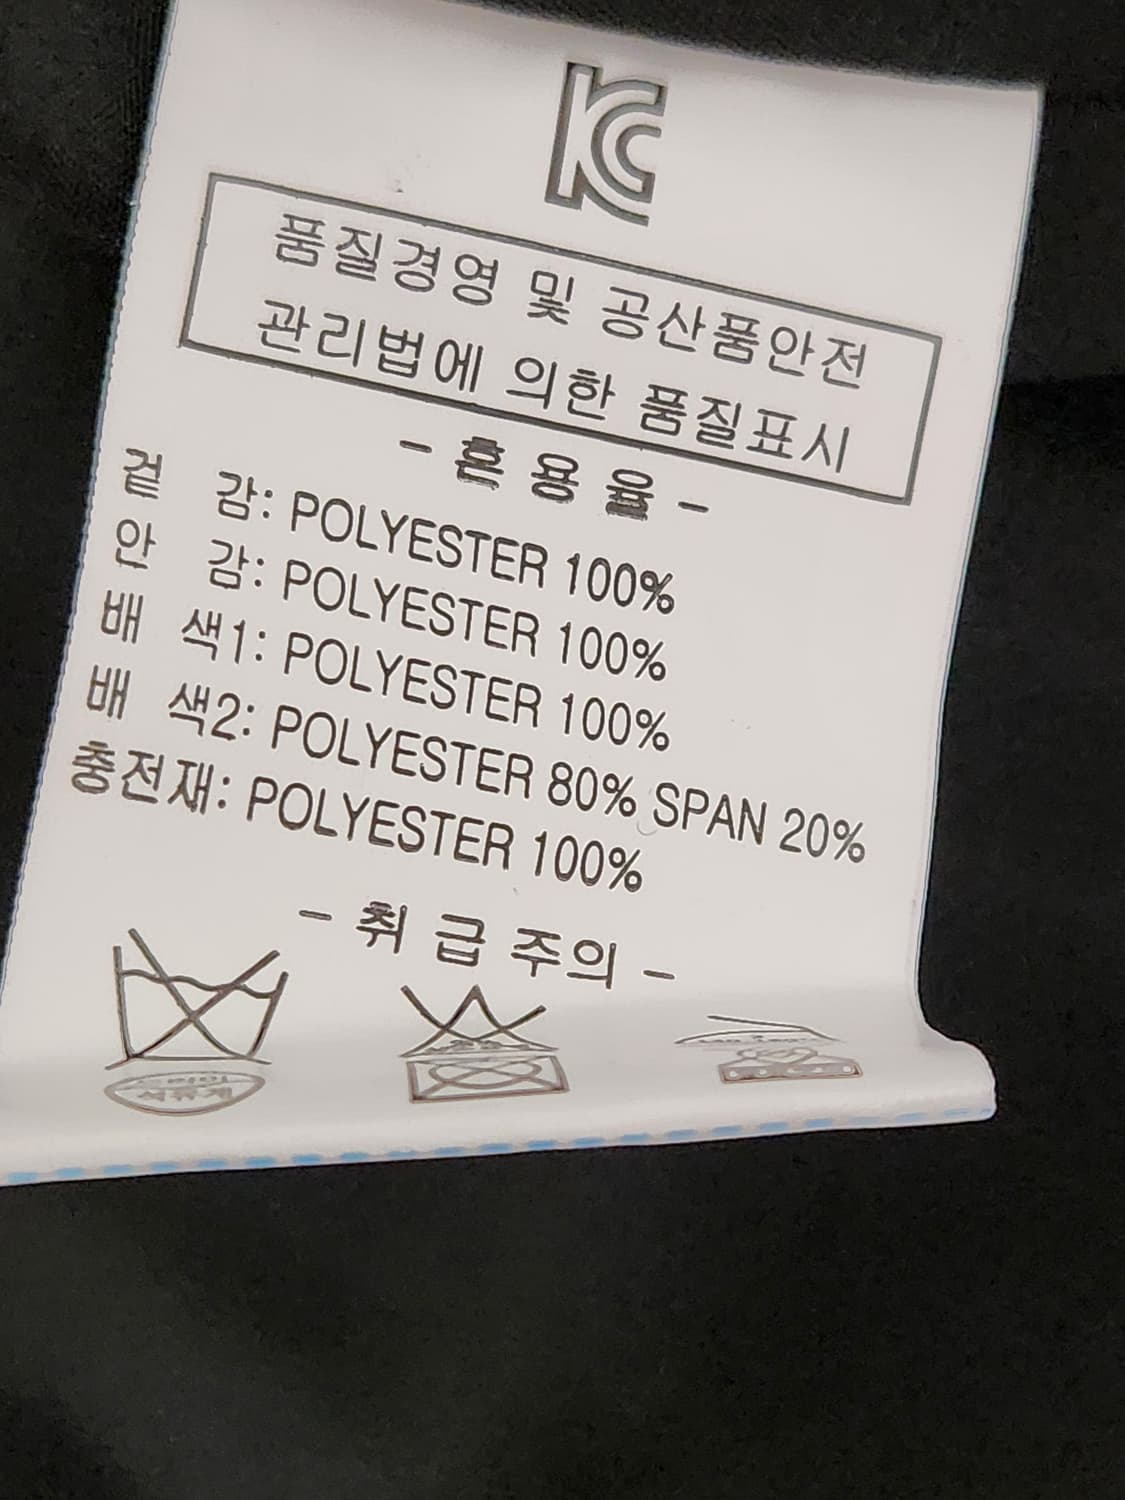 KC
품질경영 및 공산품안전
관리법에 의한 품질표시
- 혼 용 율 -
겉 감: POLYESTER 100%
안 감: POLYESTER 100%
배 색1: POLYESTER 100%
배 색2: POLYESTER 80% SPAN 20%
충전재: POLYESTER 100%
- 취 급 주의 -